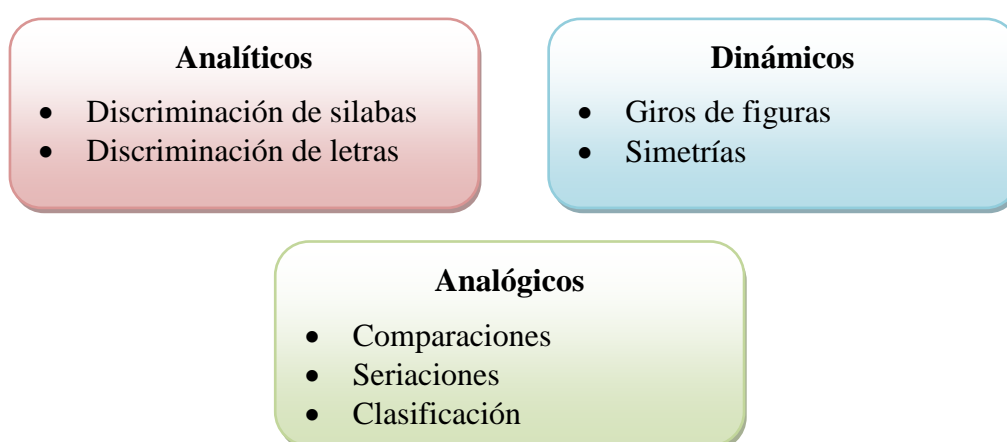 Analíticos
• Discriminación de silabas
• Discriminación de letras
Dinámicos
• Giros de figuras
• Simetrías
Analógicos
• Comparaciones
• Seriaciones
• Clasificación